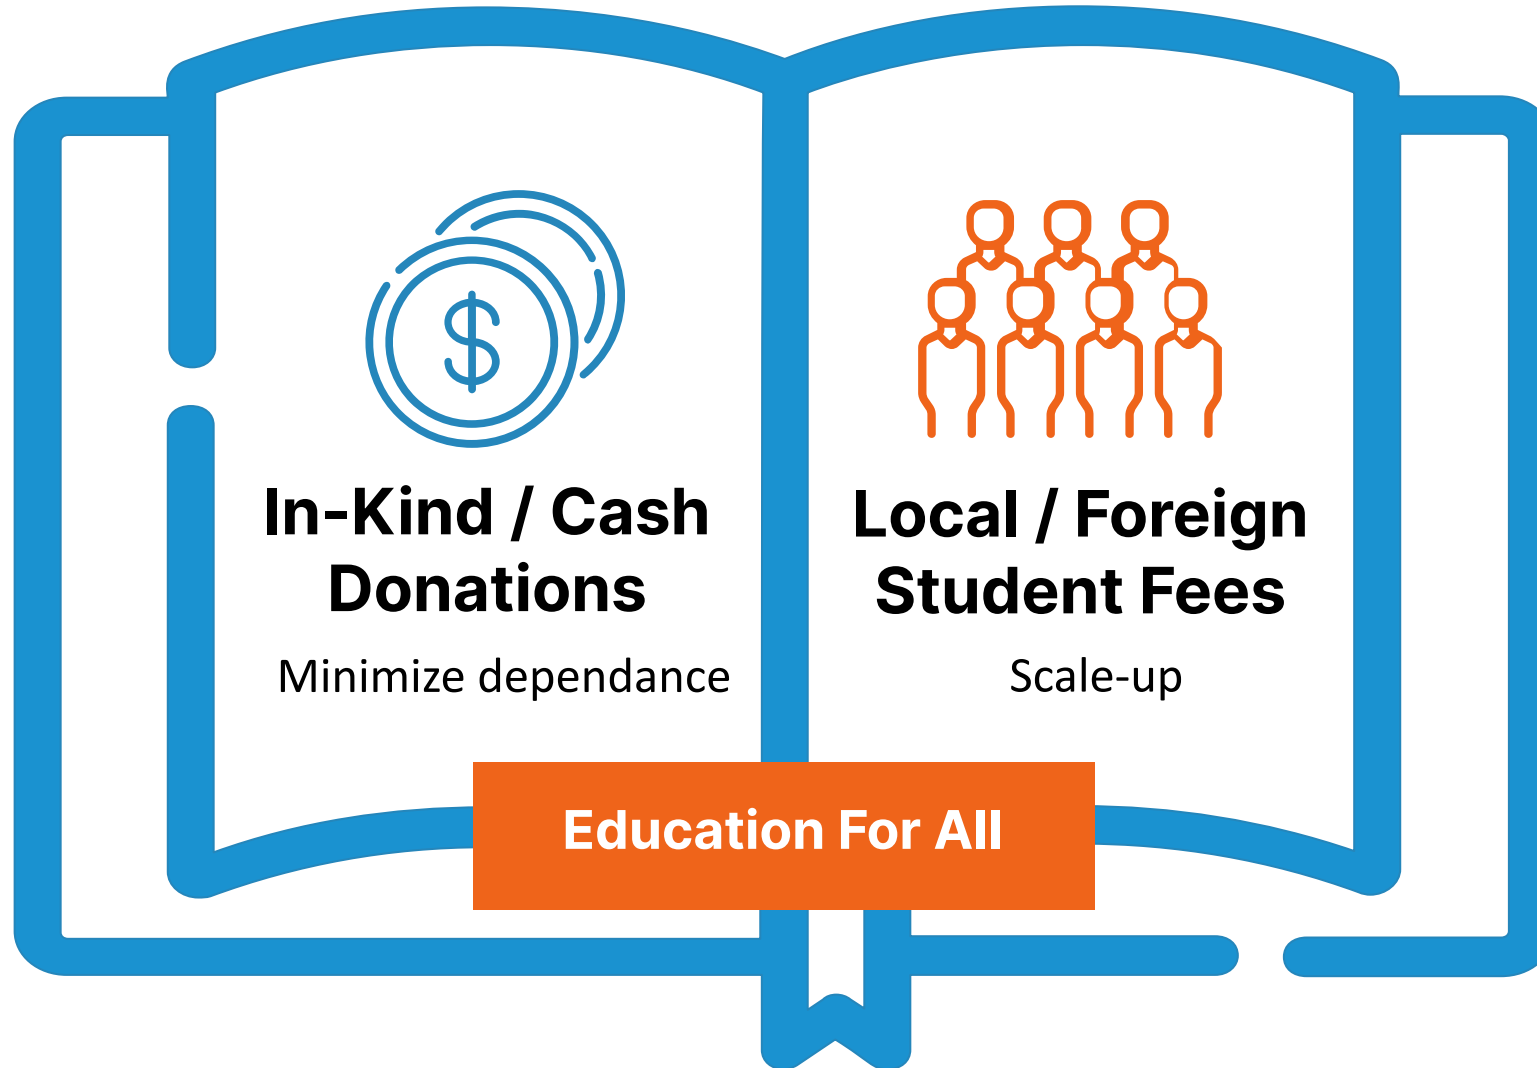 In-Kind / Cash
Donations
Minimize dependance
Local / Foreign
Student Fees
Scale-up
Education For All